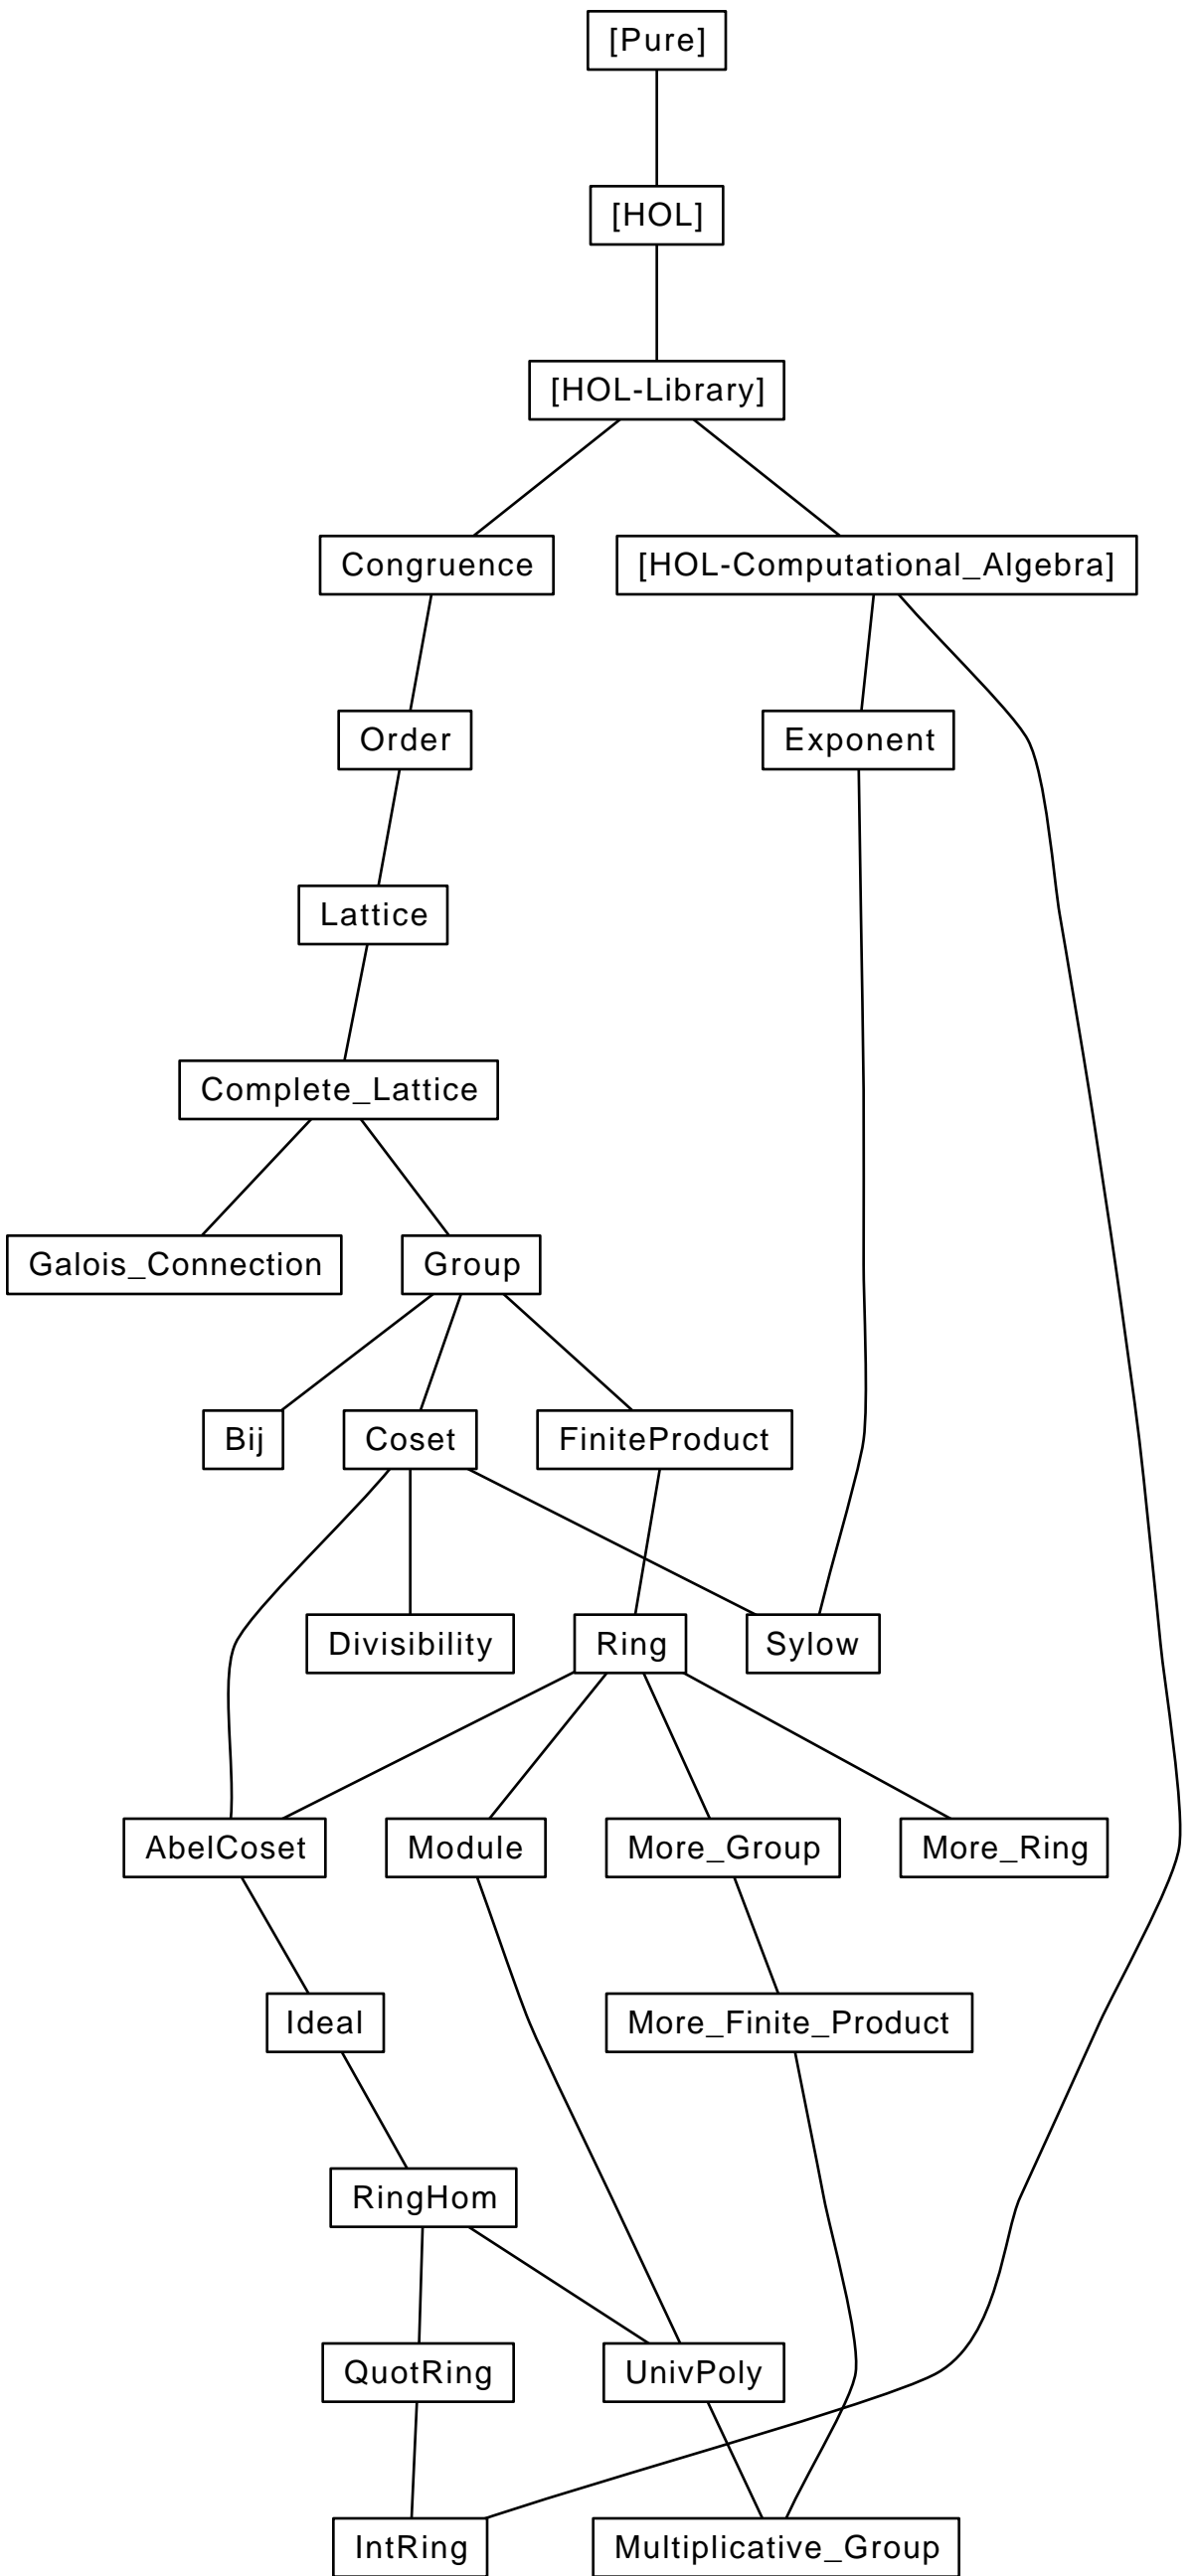 [Pure]
[HOL]
[HOL-Library]
Congruence
[HOL-Computational_Algebra]
Order
Exponent
Lattice
Complete_Lattice
Galois_Connection
Group
Bij
Coset
FiniteProduct
Divisibility
Ring
Sylow
AbelCoset
Module
More_Group
More_Ring
Ideal
More_Finite_Product
RingHom
QuotRing
UnivPoly
IntRing
Multiplicative_Group